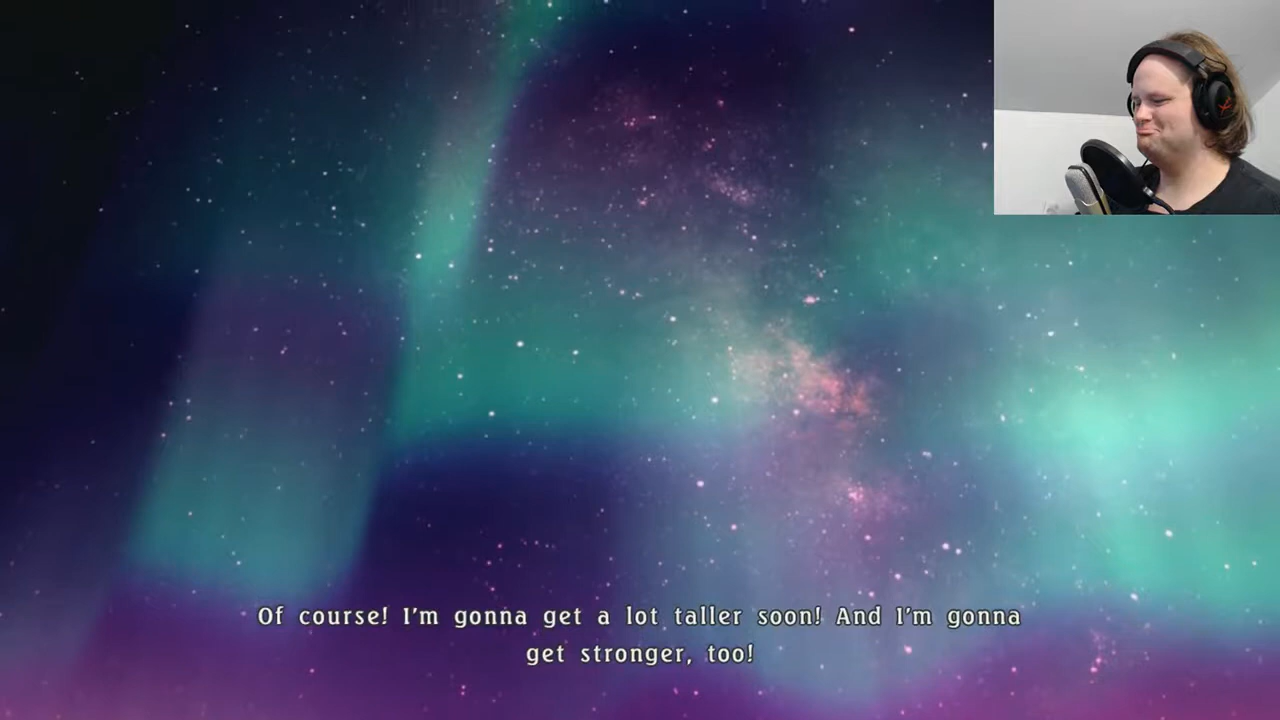 Of course! I'm gonna get a lot taller soon! And I'm gonna
get stronger, too!